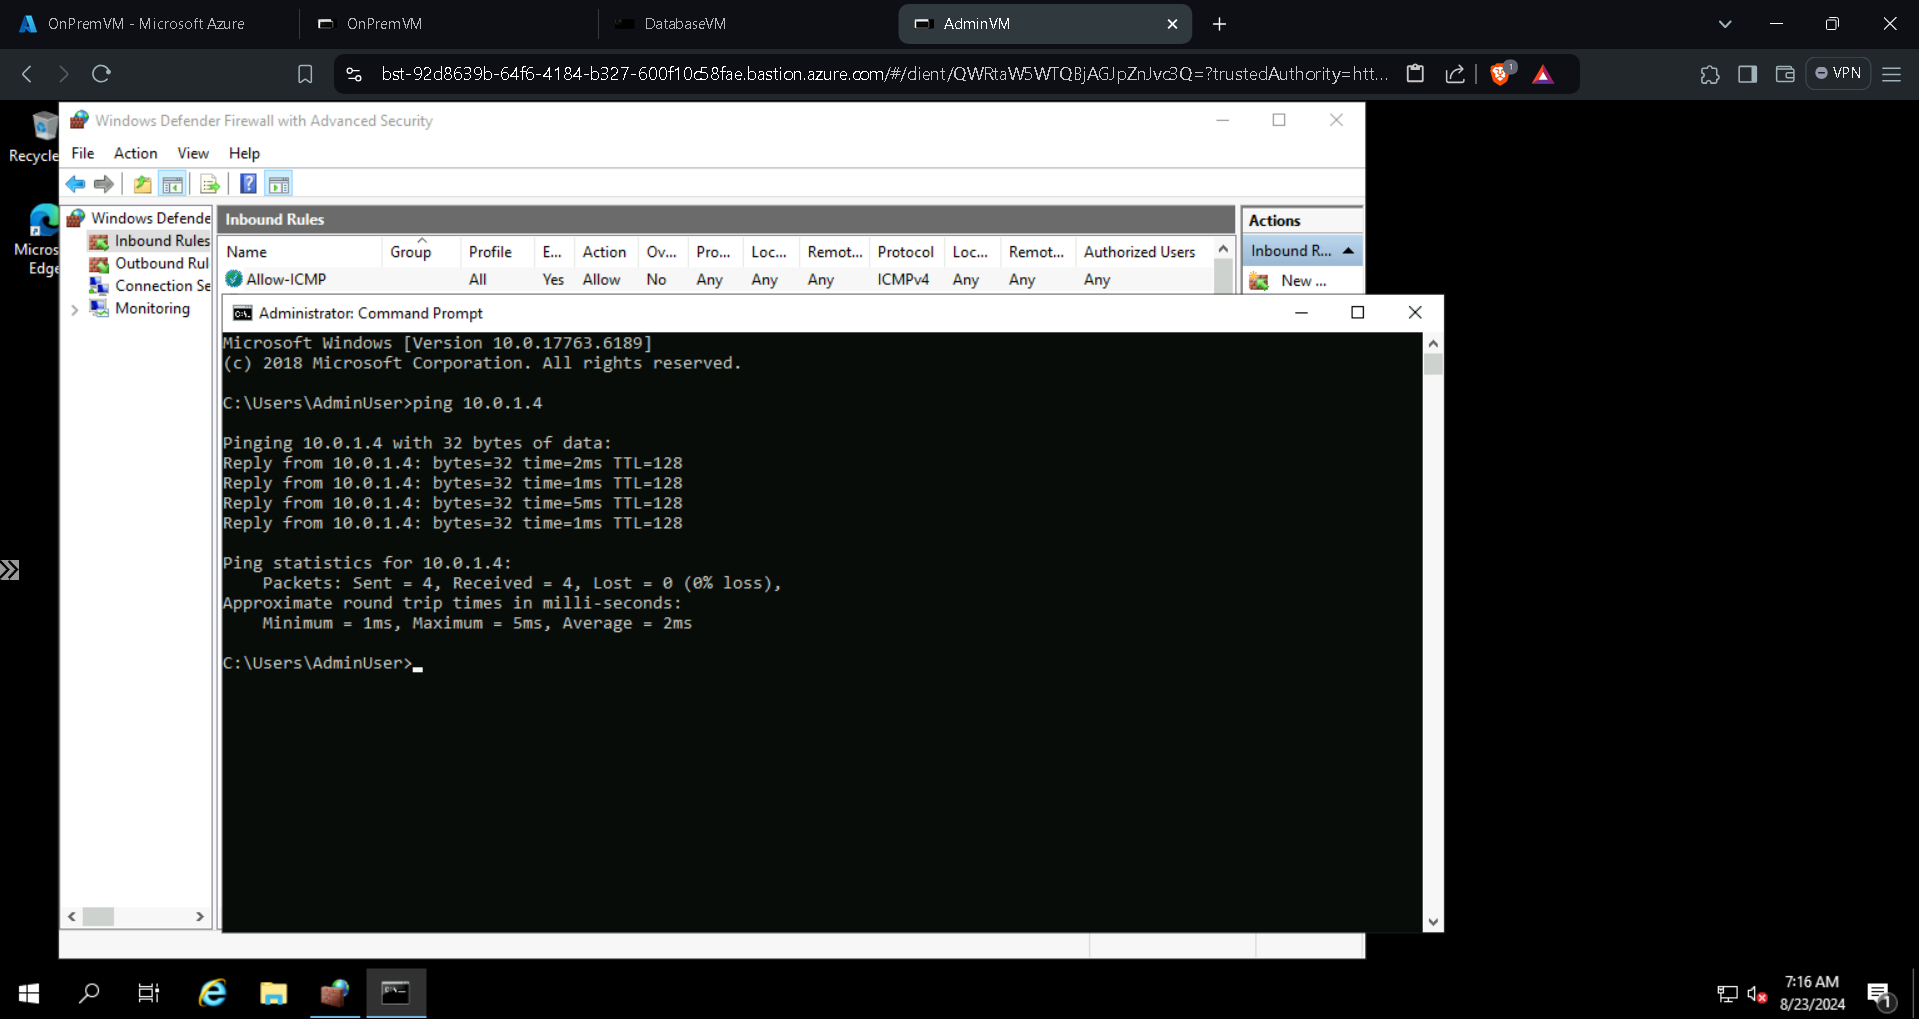 OnPremVM - Microsoft Azure
OnPremVM
DatabaseVM
AdminVM
bst-92d8639b-64f6-4184-b327-600f10c58fae.bastion.azure.com/#/client/QWRtaW5WTQBjAGJpZnJvc3Q=?trustedAuthority=htt...
1
VPN
Recycle
Micros
Edge
Windows Defender Firewall with Advanced Security
File Action View Help
Windows Defende
Inbound Rules
Outbound Rul
Connection Se
Monitoring
Inbound Rules
Name Group Profile E... Action Ov... Pro... Loc... Remot... Protocol Loc... Remot... Authorized Users
Allow-ICMP All Yes Allow No Any Any Any ICMPv4 Any Any Any
Actions
Inbound R...
New ...
Administrator: Command Prompt
Microsoft Windows [Version 10.0.17763.6189]
(c) 2018 Microsoft Corporation. All rights reserved.
C:\Users\AdminUser>ping 10.0.1.4
Pinging 10.0.1.4 with 32 bytes of data:
Reply from 10.0.1.4: bytes=32 time=2ms TTL=128
Reply from 10.0.1.4: bytes=32 time=1ms TTL=128
Reply from 10.0.1.4: bytes=32 time=5ms TTL=128
Reply from 10.0.1.4: bytes=32 time=1ms TTL=128
Ping statistics for 10.0.1.4:
Packets: Sent = 4, Received = 4, Lost = 0 (0% loss),
Approximate round trip times in milli-seconds:
Minimum = 1ms, Maximum = 5ms, Average = 2ms
C:\Users\AdminUser>
7:16 AM
8/23/2024
1